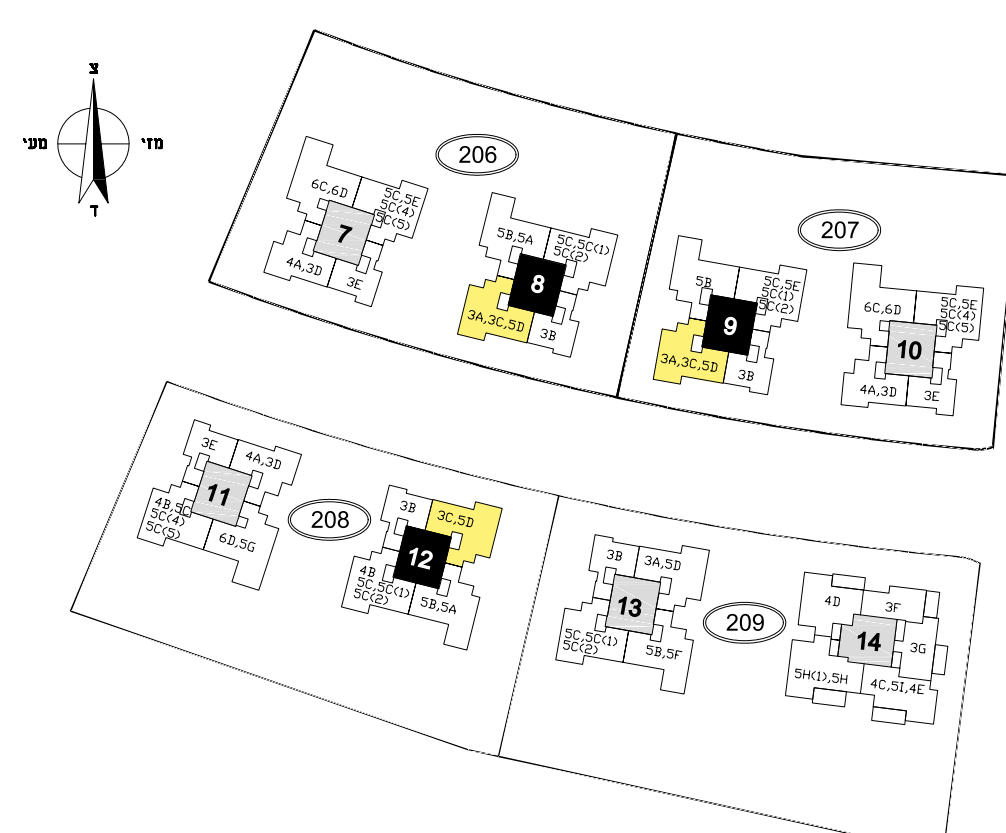 צ
מע'
מז'
ד
206
6C,6D
5C,5E
5C(4)
5C(5)
7
4A,3D
3E
5B,5A
5C,5C(1)
5C(2)
8
3A,3C,5D
3B
207
5B
5C,5E
5C(1)
5C(2)
9
3A,3C,5D
3B
6C,6D
5C,5E
5C(4)
5C(5)
10
4A,3D
3E
208
3E
4A,3D
11
4B,5C
5C(4)
5C(5)
6D,5G
3B
3C,5D
12
4B
5C,5C(1)
5C(2)
5B,5A
209
3B
3A,5D
13
5C,5C(1)
5C(2)
5B,5F
4D
3F
14
3G
5H(1),5H
4C,5I,4E